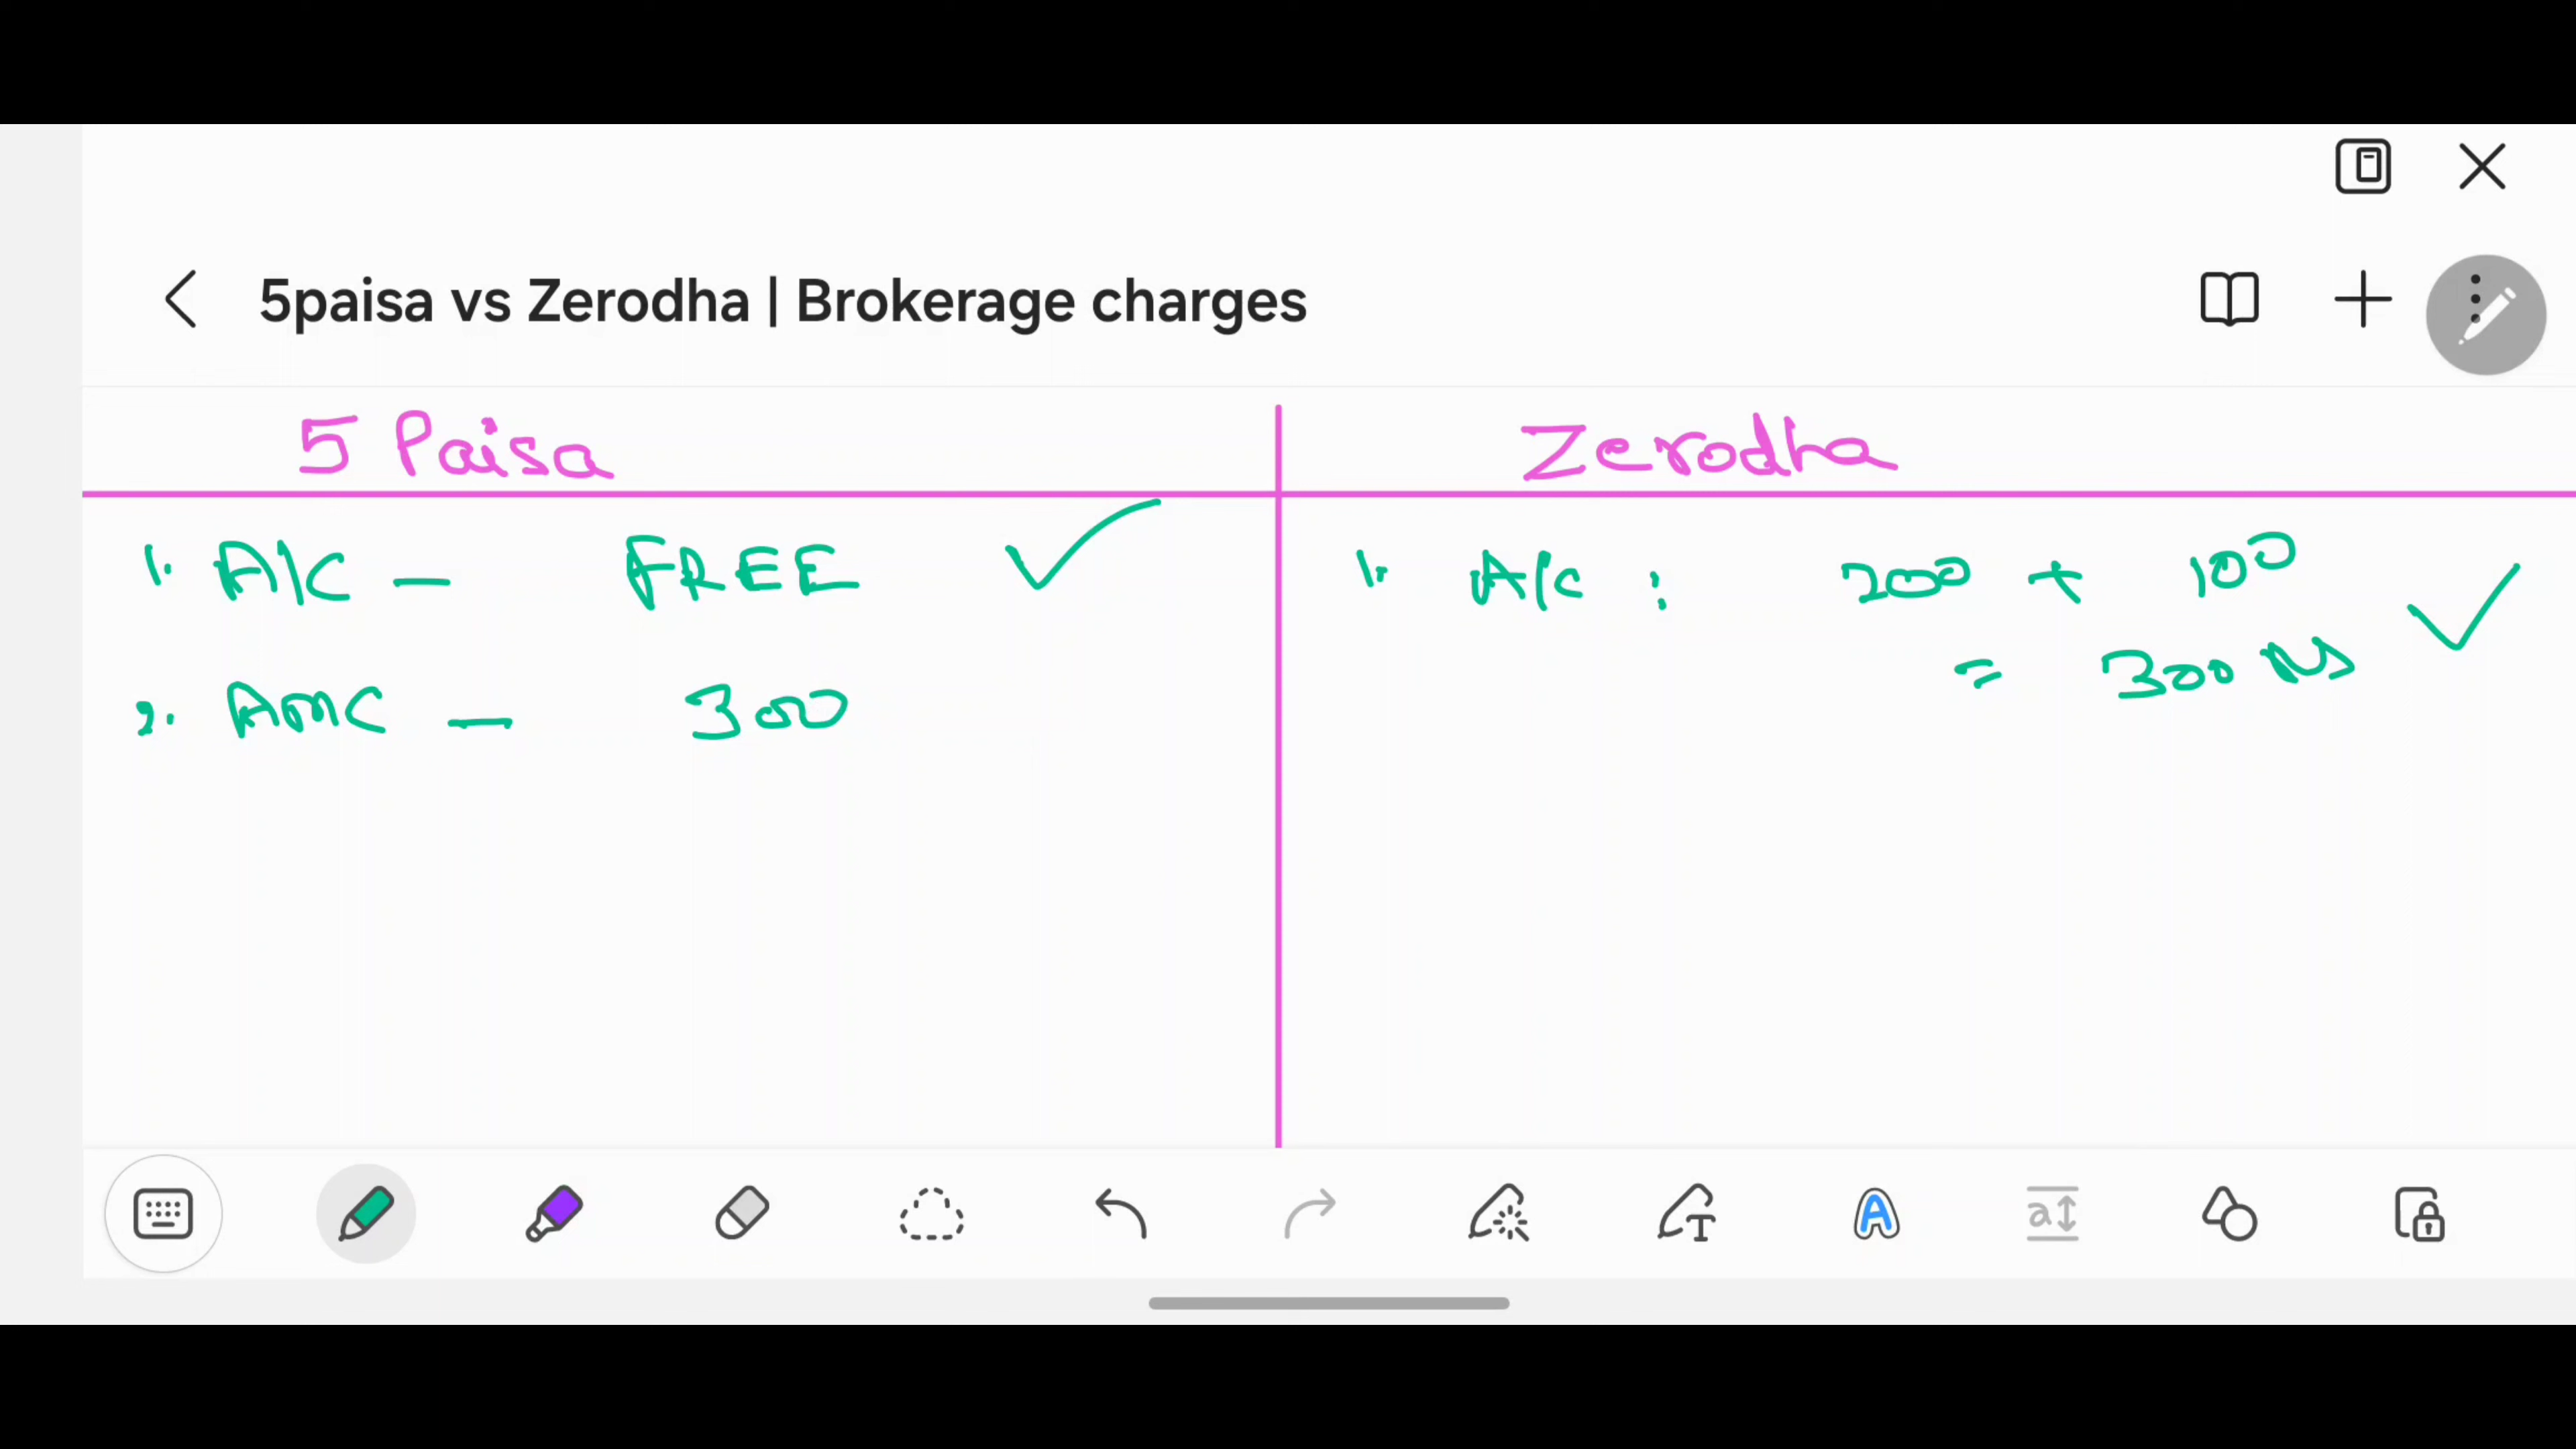 5paisa vs Zerodha | Brokerage charges
5 Paisa
Zerodha
1. A/C — FREE
1. A/c : 200 + 100
= 300 Rs
2. AMC — 300